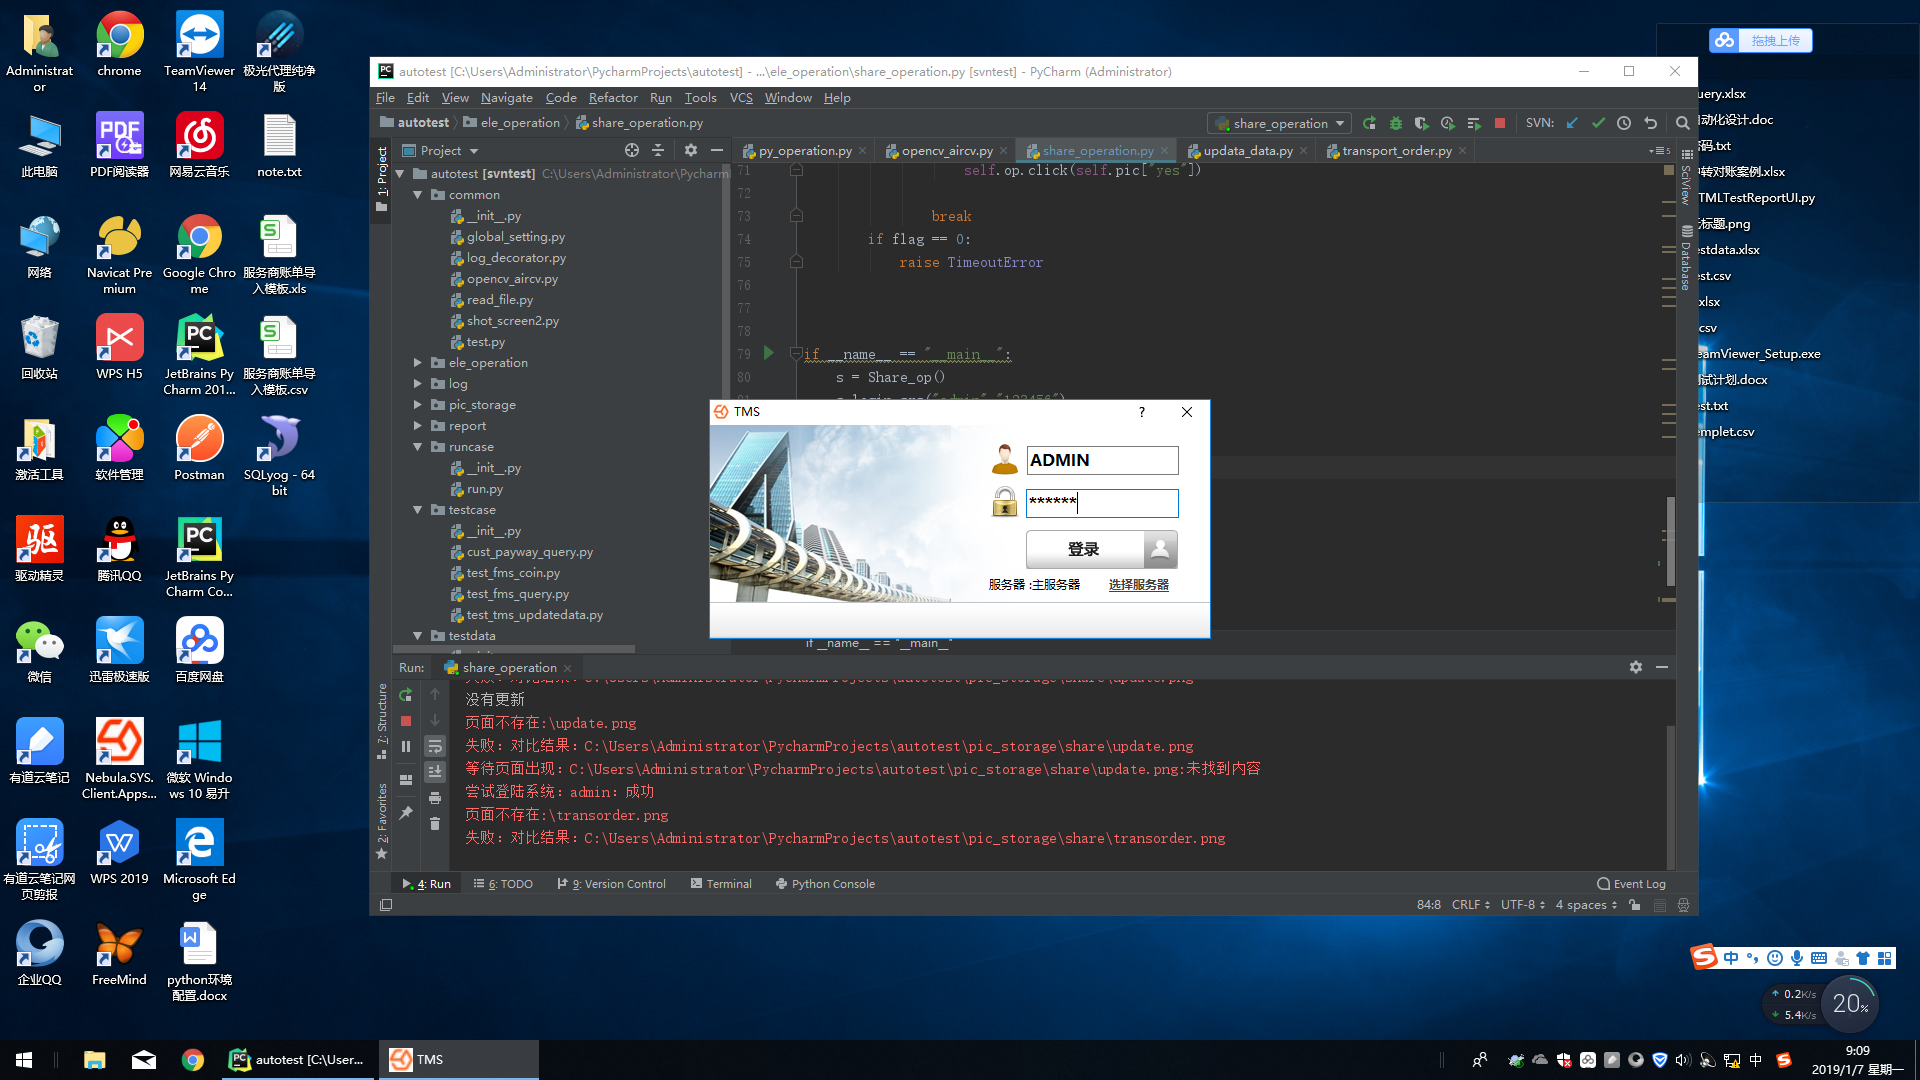 Administrat
or
chrome
TeamViewer
14
极光代理纯净
版
此电脑
PDF阅读器
网易云音乐
note.txt
网络
Navicat Pre
mium
Google Chro
me
服务商账单导
入模板.xls
回收站
WPS H5
JetBrains Py
Charm 201...
服务商账单导
入模板.csv
激活工具
软件管理
Postman
SQLyog - 64
bit
驱动精灵
腾讯QQ
JetBrains Py
Charm Co...
微信
迅雷极速版
百度网盘
有道云笔记
Nebula.SYS.
Client.Apps...
微软 Windo
ws 10 易升
有道云笔记网
页剪报
WPS 2019
Microsoft Ed
ge
企业QQ
FreeMind
python环境
配置.docx
autotest [C:\Users\Administrator\PycharmProjects\autotest] - ...\ele_operation\share_operation.py [svntest] - PyCharm (Administrator)
File Edit View Navigate Code Refactor Run Tools VCS Window Help
autotest ele_operation share_operation.py
share_operation SVN:
1: Project
Project
py_operation.py opencv_aircv.py share_operation.py updata_data.py transport_order.py
autotest [svntest] C:\Users\Administrator\Pycharm
common
__init__.py
global_setting.py
log_decorator.py
opencv_aircv.py
read_file.py
shot_screen2.py
test.py
ele_operation
log
pic_storage
report
runcase
__init__.py
run.py
testcase
__init__.py
cust_payway_query.py
test_fms_coin.py
test_fms_query.py
test_tms_updatedata.py
testdata
71 self.op.click(self.pic["yes"])
72
73 break
74 if flag == 0:
75 raise TimeoutError
76
77
78
79 if __name__ == "__main__":
80 s = Share_op()
if __name__ == "__main__"
SciView
Database
TMS
?
ADMIN
******
登录
服务器 :主服务器 选择服务器
Run: share_operation
没有更新
页面不存在:\update.png
失败: 对比结果: C:\Users\Administrator\PycharmProjects\autotest\pic_storage\share\update.png
等待页面出现: C:\Users\Administrator\PycharmProjects\autotest\pic_storage\share\update.png:未找到内容
尝试登陆系统: admin: 成功
页面不存在:\transorder.png
失败: 对比结果: C:\Users\Administrator\PycharmProjects\autotest\pic_storage\share\transorder.png
7: Structure
2: Favorites
4: Run 6: TODO 9: Version Control Terminal Python Console Event Log
84:8 CRLF UTF-8 4 spaces
拖拽上传
uery.xlsx
动化设计.doc
码.txt
转对账案例.xlsx
TMLTestReportUI.py
标题.png
stdata.xlsx
st.csv
xlsx
csv
eamViewer_Setup.exe
试计划.docx
st.txt
mplet.csv
中
0.2K/s
5.4K/s
20%
autotest [C:\User...
TMS
中
9:09
2019/1/7 星期一